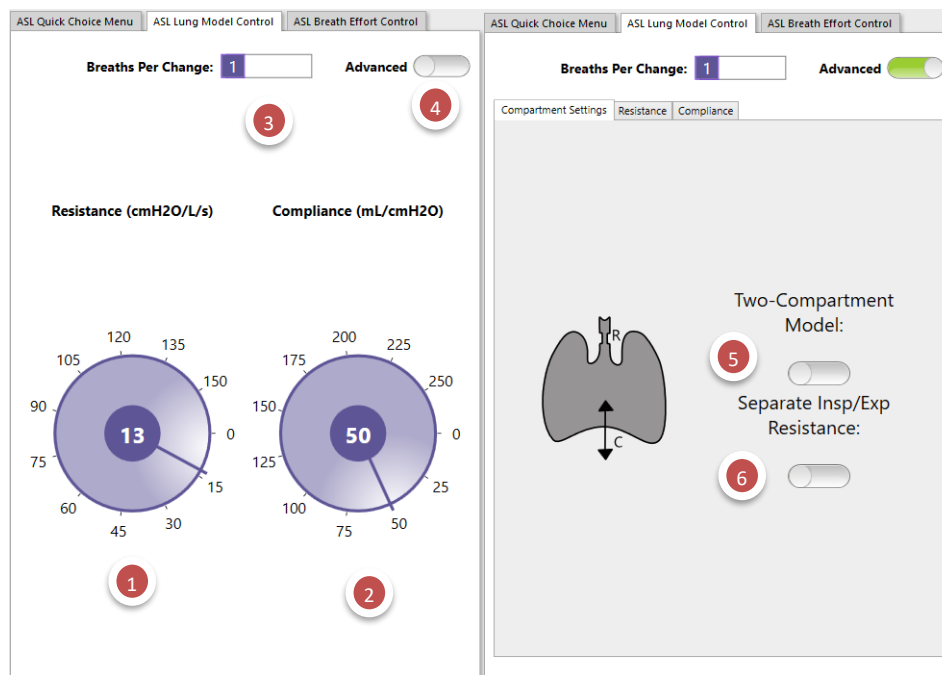 ASL Quick Choice Menu ASL Lung Model Control ASL Breath Effort Control
Breaths Per Change: 1 Advanced
3
4
Resistance (cmH2O/L/s) Compliance (mL/cmH2O)
120 135
105 150
90 0
13
75 15
60 30
45
200 225
175 250
150 0
50
125 25
100 50
75
1
2
ASL Quick Choice Menu ASL Lung Model Control ASL Breath Effort Control
Breaths Per Change: 1 Advanced
Compartment Settings Resistance Compliance
R
C
Two-Compartment
Model:
5
Separate Insp/Exp
Resistance:
6